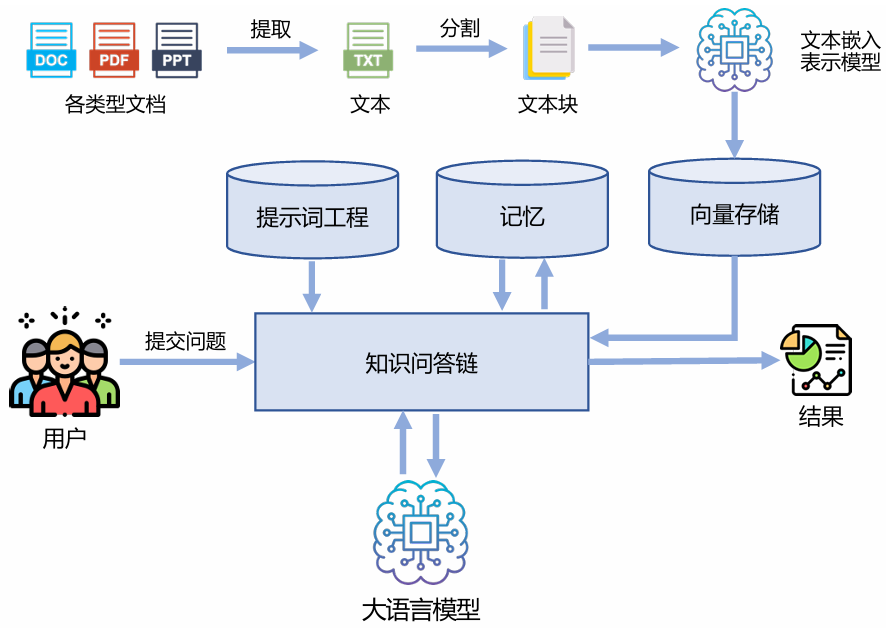 提取
分割
DOC
PDF
PPT
TXT
文本嵌入
表示模型
各类型文档
文本
文本块
提示词工程
记忆
向量存储
提交问题
知识问答链
用户
结果
大语言模型